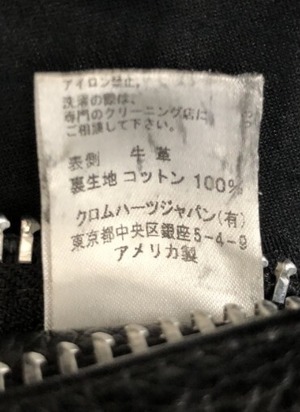 アイロン禁止。
洗濯の際は、
専門のクリーニング店に
ご相談して下さい。
表側 牛革
裏生地 コットン 100%
クロムハーツジャパン(有)
東京都中央区銀座5-4-9
アメリカ製